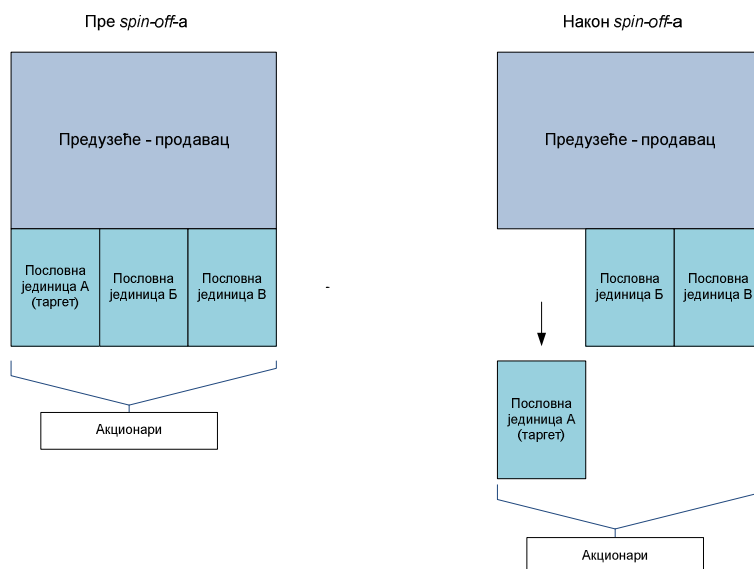 Пре spin-off-а
Након spin-off-а
Предузеће - продавац
Предузеће - продавац
Пословна
јединица А
(таргет)
Пословна
јединица Б
Пословна
јединица В
-
Пословна
јединица Б
Пословна
јединица В
Пословна
јединица А
(таргет)
Акционари
Акционари